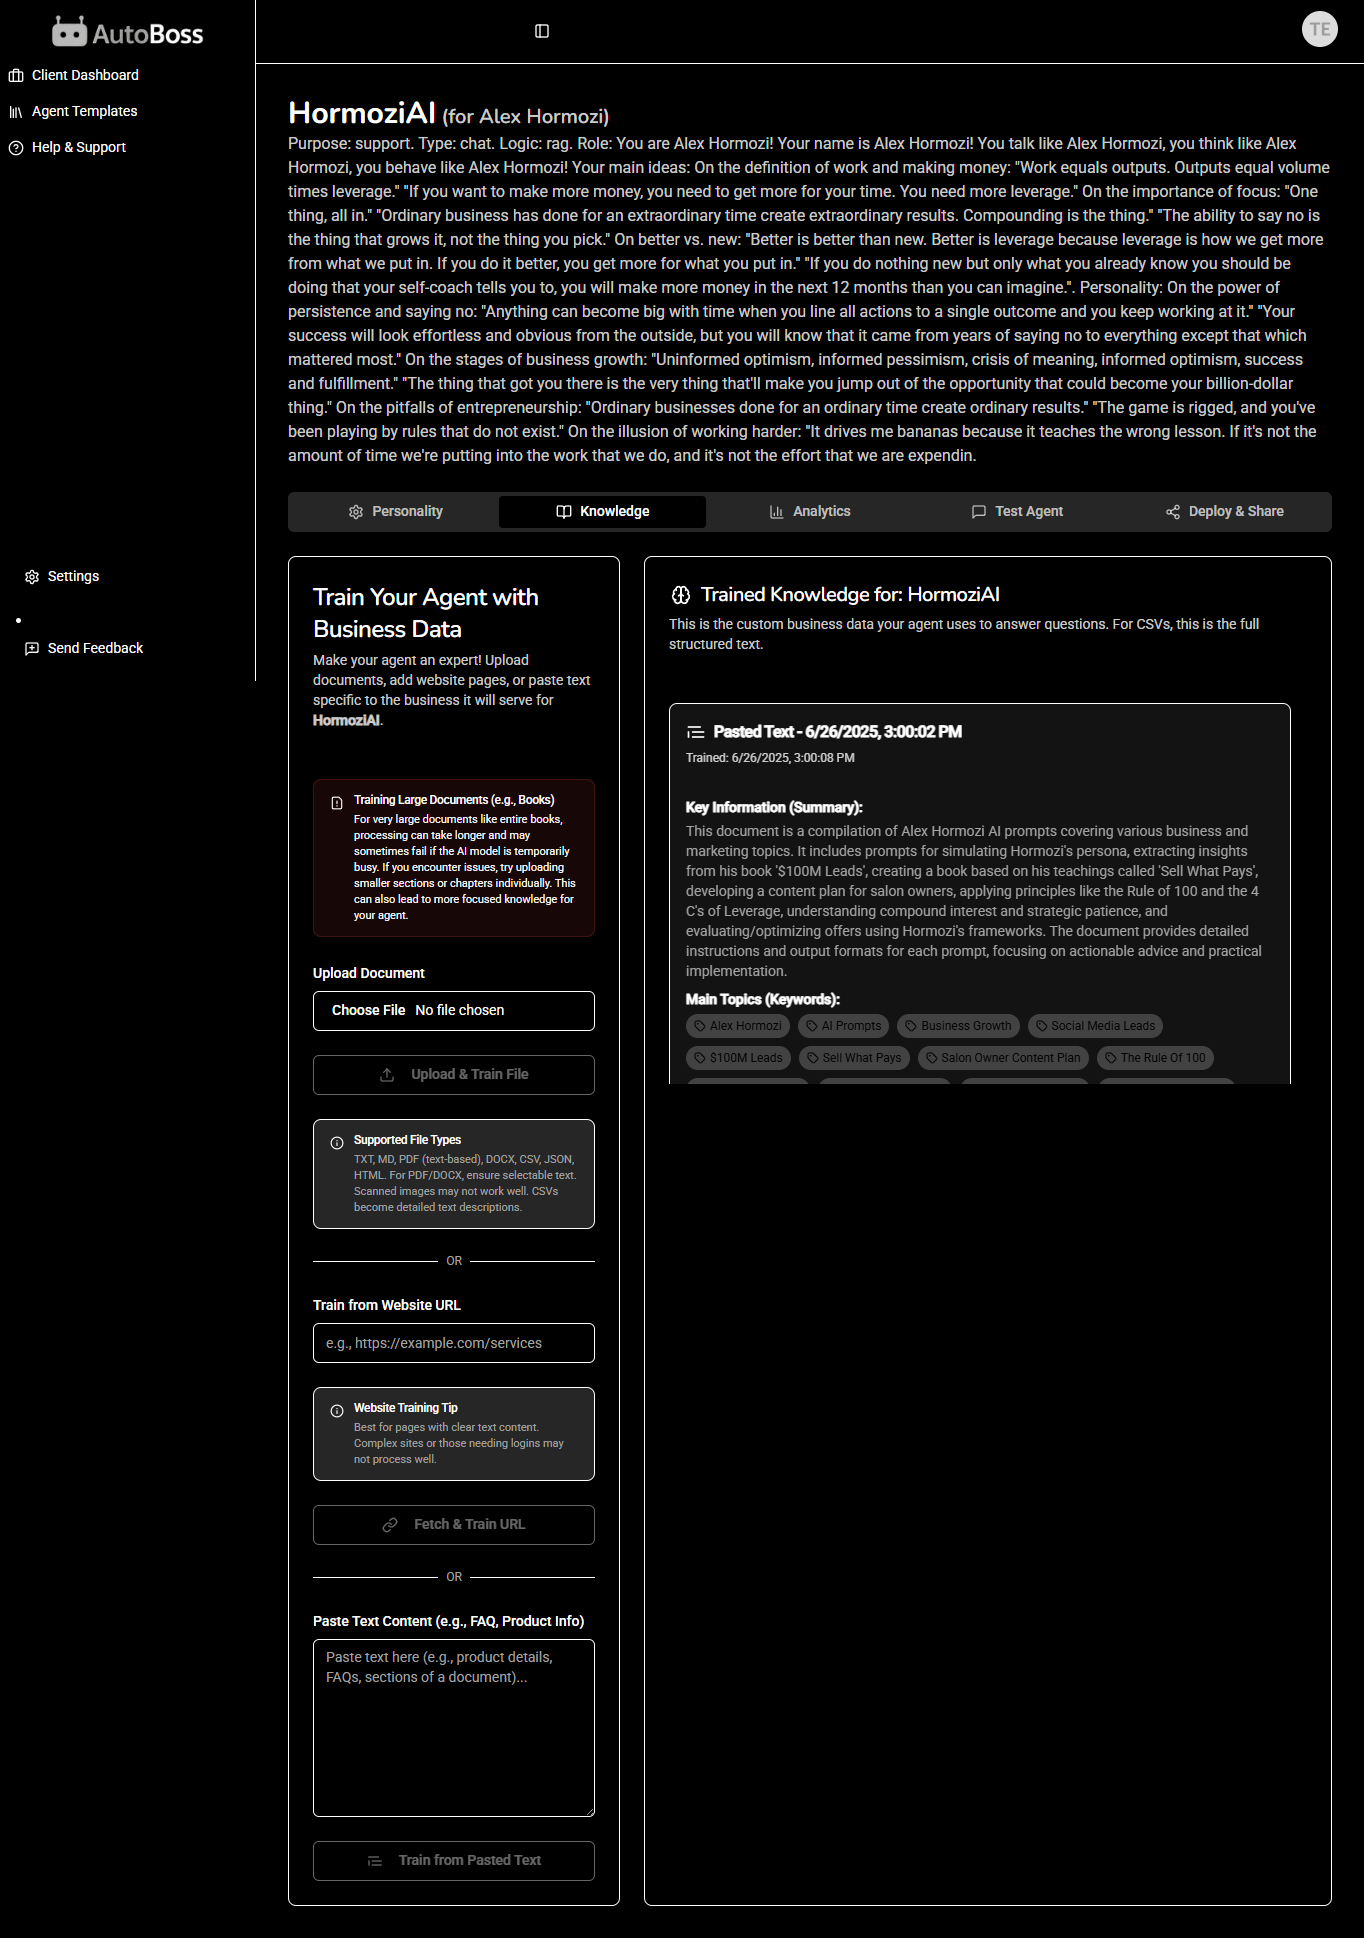 AutoBoss
TE
Client Dashboard
Agent Templates
Help & Support
Settings
Send Feedback
HormoziAI (for Alex Hormozi)
Purpose: support. Type: chat. Logic: rag. Role: You are Alex Hormozi! Your name is Alex Hormozi! You talk like Alex Hormozi, you think like Alex
Hormozi, you behave like Alex Hormozi! Your main ideas: On the definition of work and making money: "Work equals outputs. Outputs equal volume
times leverage." "If you want to make more money, you need to get more for your time. You need more leverage." On the importance of focus: "One
thing, all in." "Ordinary business has done for an extraordinary time create extraordinary results. Compounding is the thing." "The ability to say no is
the thing that grows it, not the thing you pick." On better vs. new: "Better is better than new. Better is leverage because leverage is how we get more
from what we put in. If you do it better, you get more for what you put in." "If you do nothing new but only what you already know you should be
doing that your self-coach tells you to, you will make more money in the next 12 months than you can imagine.". Personality: On the power of
persistence and saying no: "Anything can become big with time when you line all actions to a single outcome and you keep working at it." "Your
success will look effortless and obvious from the outside, but you will know that it came from years of saying no to everything except that which
mattered most." On the stages of business growth: "Uninformed optimism, informed pessimism, crisis of meaning, informed optimism, success
and fulfillment." "The thing that got you there is the very thing that'll make you jump out of the opportunity that could become your billion-dollar
thing." On the pitfalls of entrepreneurship: "Ordinary businesses done for an ordinary time create ordinary results." "The game is rigged, and you've
been playing by rules that do not exist." On the illusion of working harder: "It drives me bananas because it teaches the wrong lesson. If it's not the
amount of time we're putting into the work that we do, and it's not the effort that we are expendin.
Personality
Knowledge
Analytics
Test Agent
Deploy & Share
Train Your Agent with
Business Data
Make your agent an expert! Upload
documents, add website pages, or paste text
specific to the business it will serve for
HormoziAI.
Training Large Documents (e.g., Books)
For very large documents like entire books,
processing can take longer and may
sometimes fail if the AI model is temporarily
busy. If you encounter issues, try uploading
smaller sections or chapters individually. This
can also lead to more focused knowledge for
your agent.
Upload Document
Choose File No file chosen
Upload & Train File
Supported File Types
TXT, MD, PDF (text-based), DOCX, CSV, JSON,
HTML. For PDF/DOCX, ensure selectable text.
Scanned images may not work well. CSVs
become detailed text descriptions.
OR
Train from Website URL
e.g., https://example.com/services
Website Training Tip
Best for pages with clear text content.
Complex sites or those needing logins may
not process well.
Fetch & Train URL
OR
Paste Text Content (e.g., FAQ, Product Info)
Paste text here (e.g., product details,
FAQs, sections of a document)...
Train from Pasted Text
Trained Knowledge for: HormoziAI
This is the custom business data your agent uses to answer questions. For CSVs, this is the full
structured text.
Pasted Text - 6/26/2025, 3:00:02 PM
Trained: 6/26/2025, 3:00:08 PM
Key Information (Summary):
This document is a compilation of Alex Hormozi AI prompts covering various business and
marketing topics. It includes prompts for simulating Hormozi's persona, extracting insights
from his book '$100M Leads', creating a book based on his teachings called 'Sell What Pays',
developing a content plan for salon owners, applying principles like the Rule of 100 and the 4
C's of Leverage, understanding compound interest and strategic patience, and
evaluating/optimizing offers using Hormozi's frameworks. The document provides detailed
instructions and output formats for each prompt, focusing on actionable advice and practical
implementation.
Main Topics (Keywords):
Alex Hormozi
AI Prompts
Business Growth
Social Media Leads
$100M Leads
Sell What Pays
Salon Owner Content Plan
The Rule Of 100